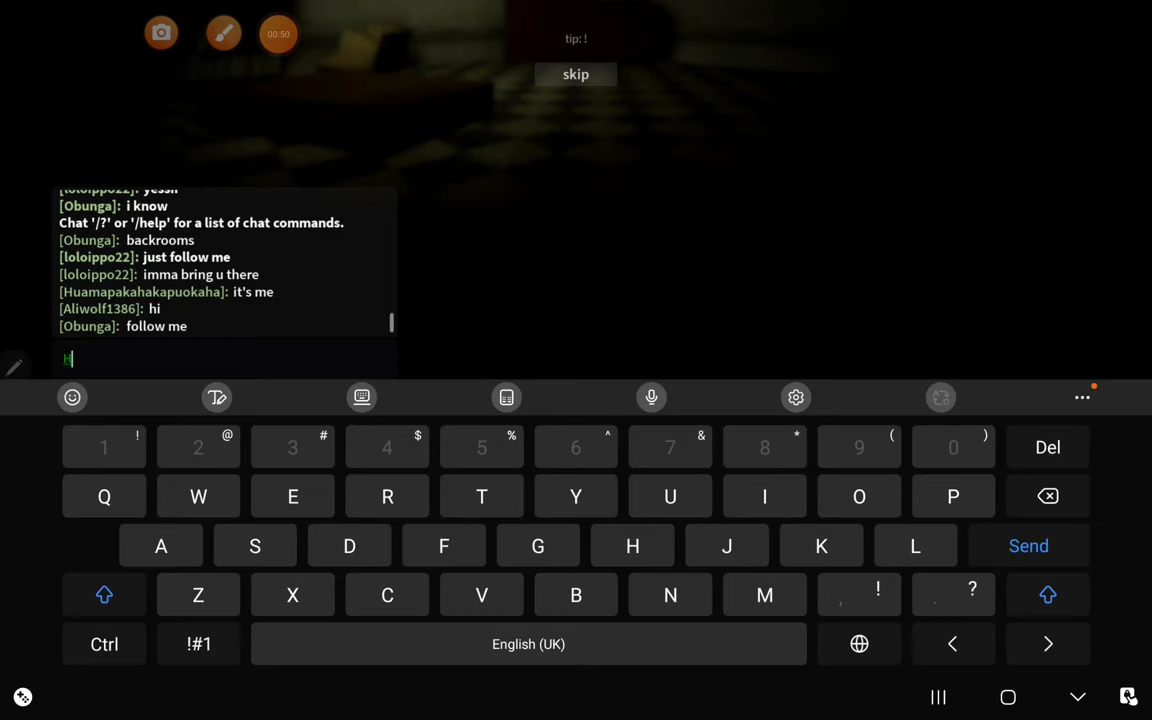 00:50
tip: !
skip
[loloippo22]: yessir
[Obunga]: i know
Chat '/?' or '/help' for a list of chat commands.
[Obunga]: backrooms
[loloippo22]: just follow me
[loloippo22]: imma bring u there
[Huamapakahakapuokaha]: it's me
[Aliwolf1386]: hi
[Obunga]: follow me
H
1 ! 2 @ 3 # 4 $ 5 % 6 ^ 7 & 8 * 9 ( 0 ) Del
Q W E R T Y U I O P
A S D F G H J K L Send
Z X C V B N M , ! . ?
Ctrl !#1 English (UK) < >